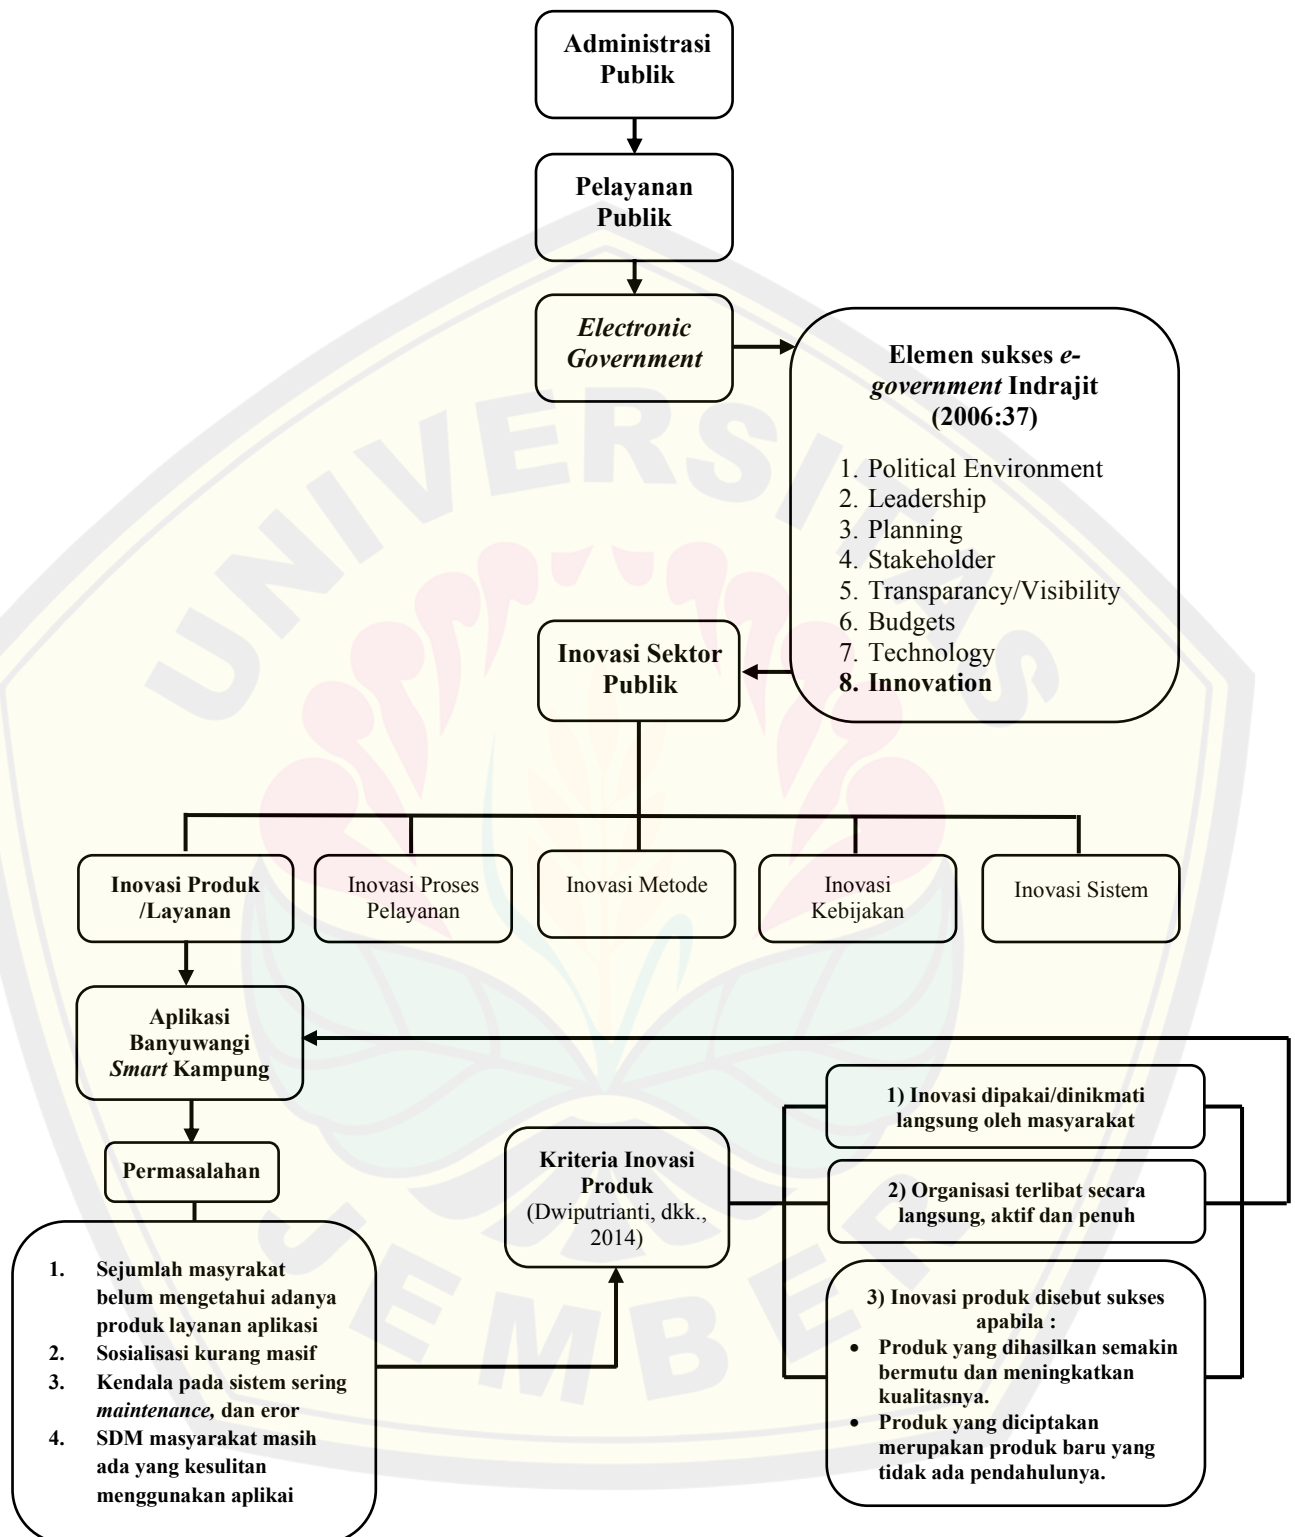 Administrasi
Publik
Pelayanan
Publik
Electronic
Government
Elemen sukses e-
government Indrajit
(2006:37)
1. Political Environment
2. Leadership
3. Planning
4. Stakeholder
5. Transparancy/Visibility
6. Budgets
7. Technology
8. Innovation
Inovasi Sektor
Publik
Inovasi Produk
/Layanan
Inovasi Proses
Pelayanan
Inovasi Metode
Inovasi
Kebijakan
Inovasi Sistem
Aplikasi
Banyuwangi
Smart Kampung
Permasalahan
1. Sejumlah masyrakat
belum mengetahui adanya
produk layanan aplikasi
2. Sosialisasi kurang masif
3. Kendala pada sistem sering
maintenance, dan eror
4. SDM masyarakat masih
ada yang kesulitan
menggunakan aplikai
Kriteria Inovasi
Produk
(Dwiputrianti, dkk.,
2014)
1) Inovasi dipakai/dinikmati
langsung oleh masyarakat
2) Organisasi terlibat secara
langsung, aktif dan penuh
3) Inovasi produk disebut sukses
apabila :
• Produk yang dihasilkan semakin
bermutu dan meningkatkan
kualitasnya.
• Produk yang diciptakan
merupakan produk baru yang
tidak ada pendahulunya.
UNIVERSITAS
JEMBER